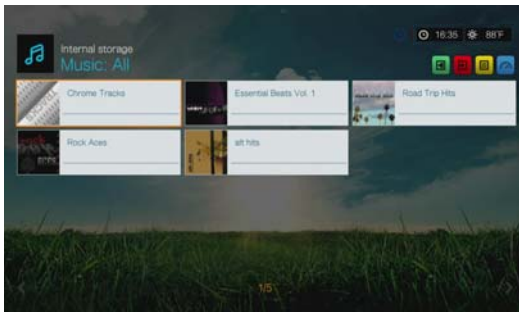 16:35 88°F
Internal storage
Music: All
Chrome Tracks
Essential Beats Vol. 1
Road Trip Hits
Rock Aces
alt hits
1/5